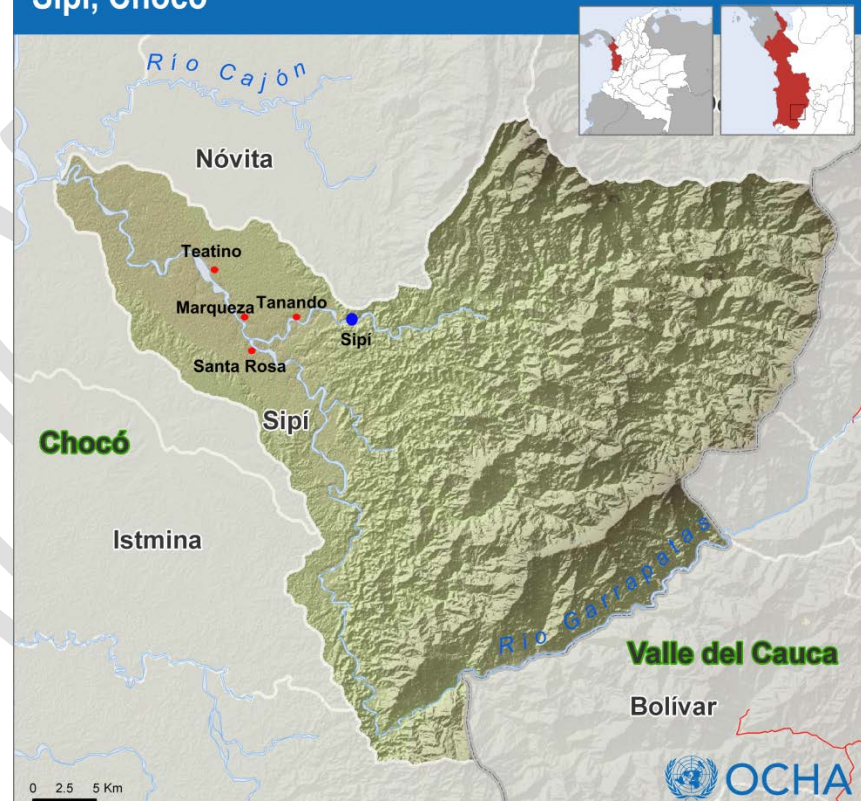 Sipí, Chocó
Río Cajón
Nóvita
Teatino
Marqueza
Tanando
Sipí
Santa Rosa
Sipí
Chocó
Istmina
Río Garrapatas
Valle del Cauca
Bolívar
0 2.5 5 Km
OCHA